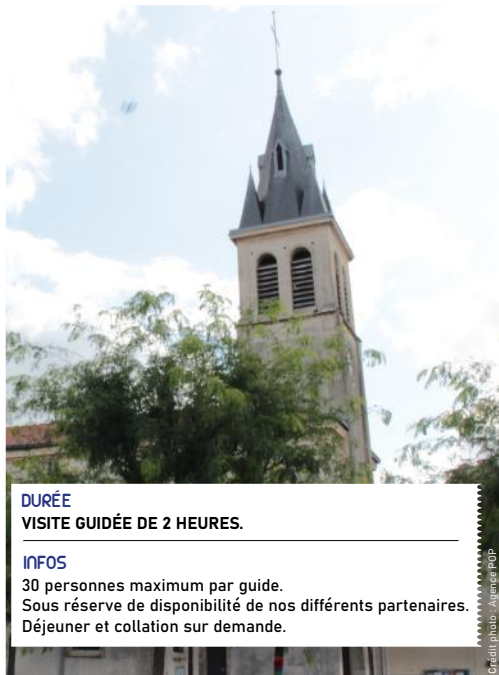 DURÉE
VISITE GUIDÉE DE 2 HEURES.
INFOS
30 personnes maximum par guide.
Sous réserve de disponibilité de nos différents partenaires.
Déjeuner et collation sur demande.
Crédit photo : Agence POP